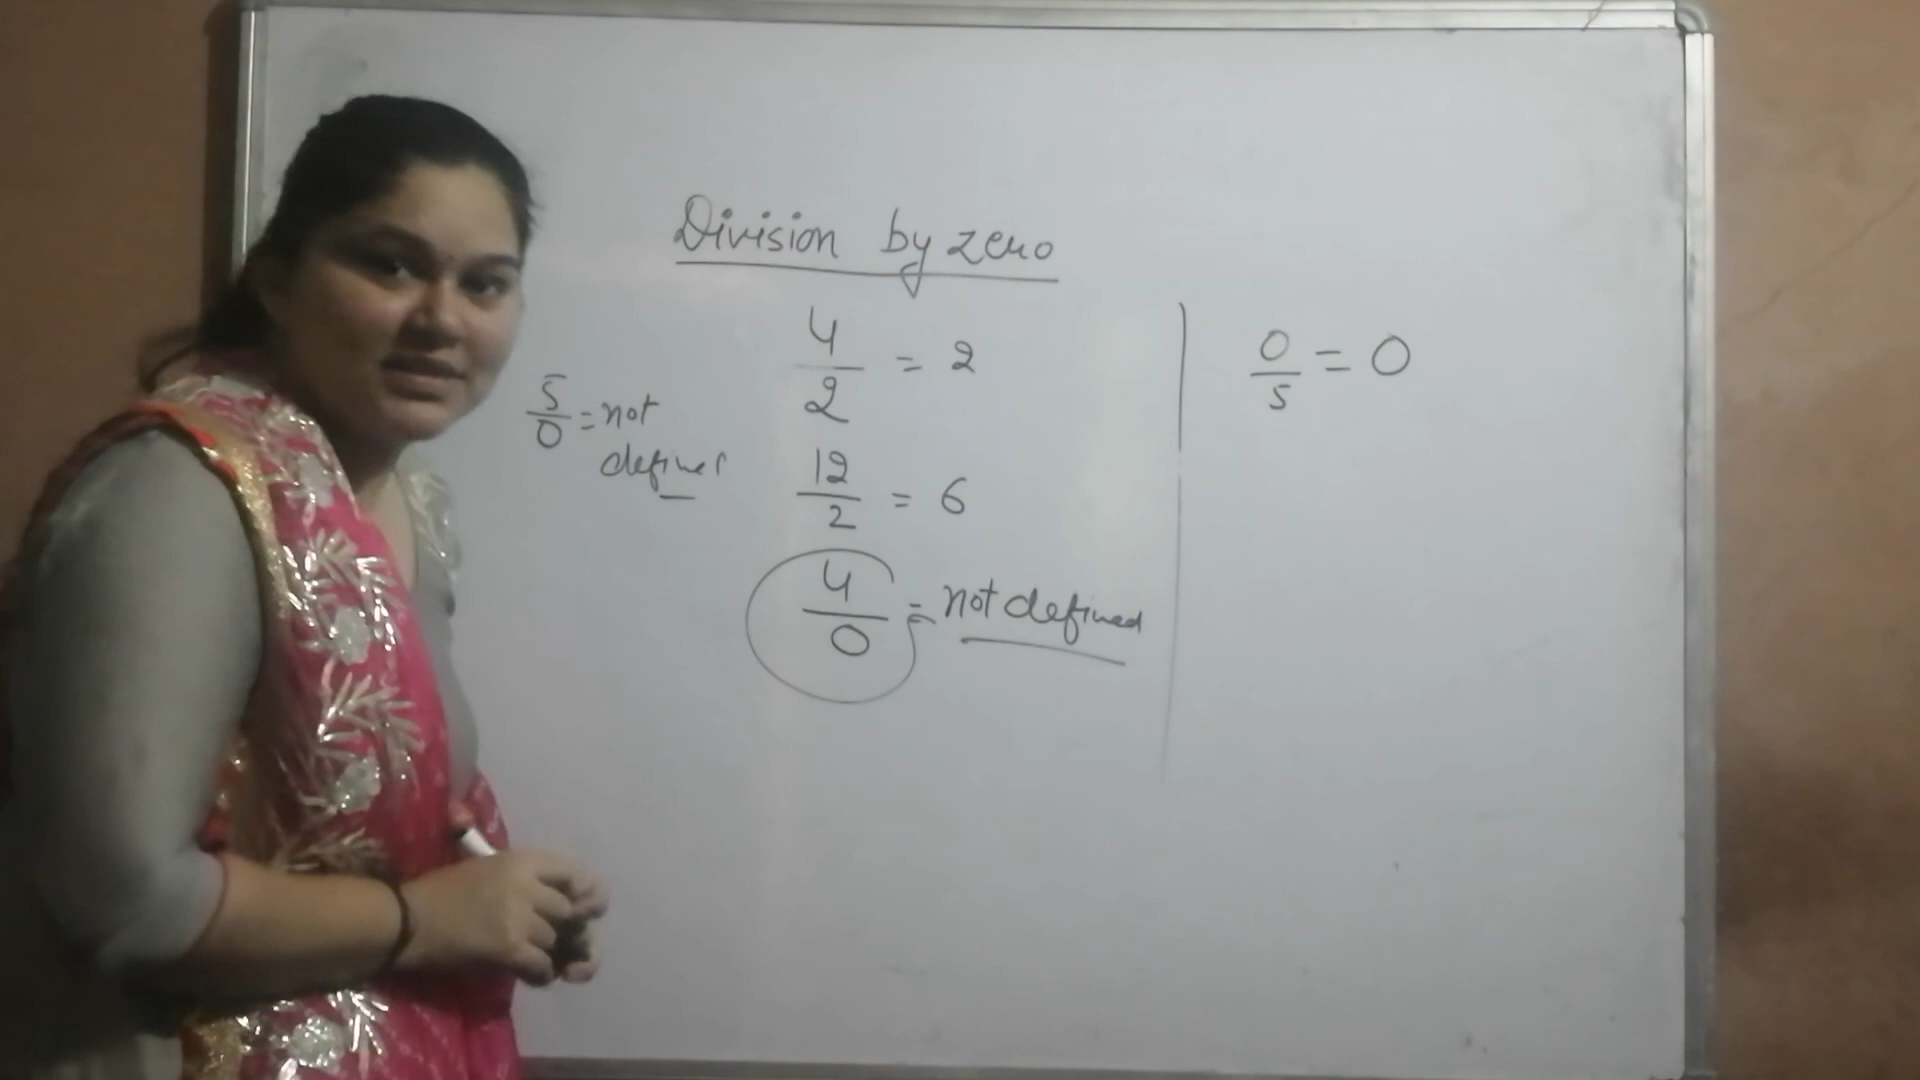 Division by zero
4/2 = 2
5/0 = not
defined
12/2 = 6
4/0 = not defined
0/5 = 0